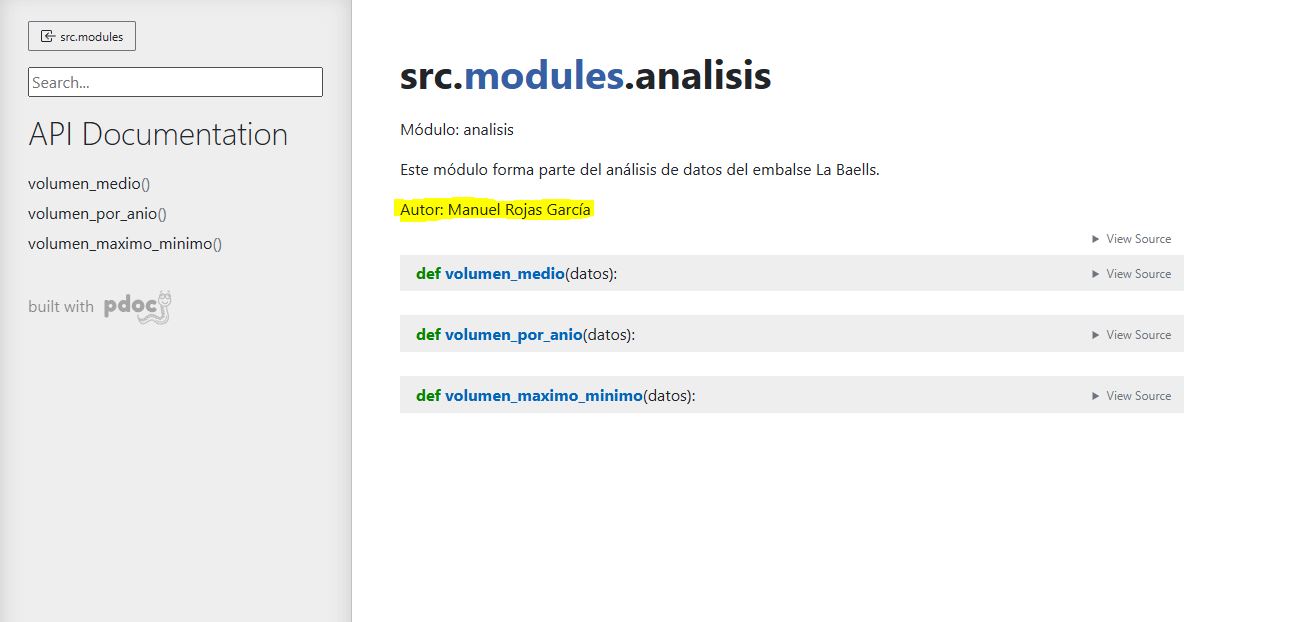 src.modules
Search...
API Documentation
volumen_medio()
volumen_por_anio()
volumen_maximo_minimo()
built with pdoc
src.modules.analisis
Módulo: analisis
Este módulo forma parte del análisis de datos del embalse La Baells.
Autor: Manuel Rojas García
View Source
def volumen_medio(datos): View Source
def volumen_por_anio(datos): View Source
def volumen_maximo_minimo(datos): View Source